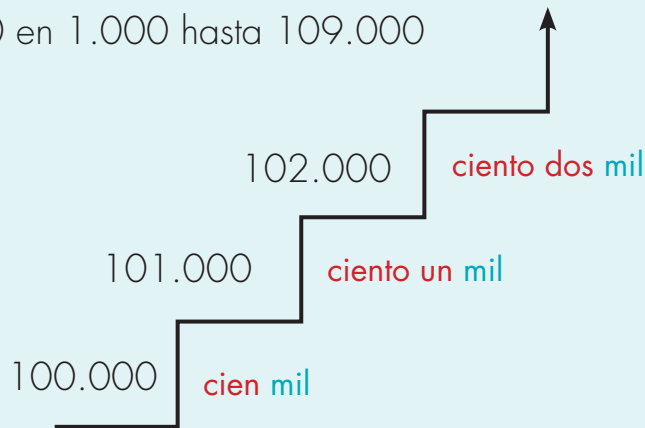 en 1.000 hasta 109.000
102.000 ciento dos mil
101.000 ciento un mil
100.000 cien mil